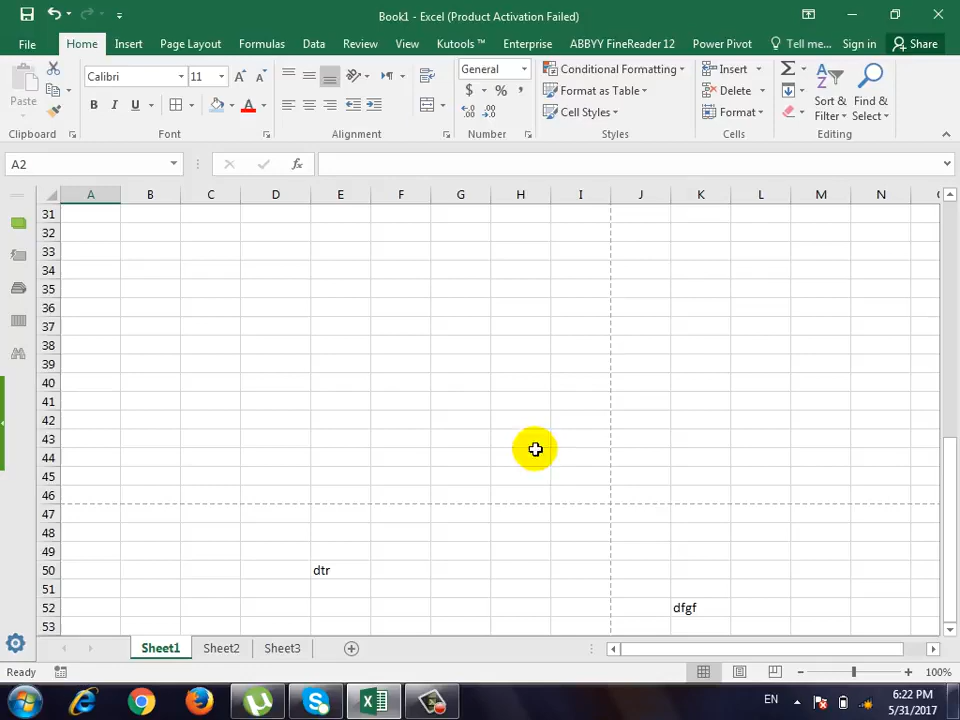 Book1 - Excel (Product Activation Failed)
File Home Insert Page Layout Formulas Data Review View Kutools ™ Enterprise ABBYY FineReader 12 Power Pivot Tell me... Sign in Share
Paste
Calibri 11
B I U
General
$ % ,
Conditional Formatting
Format as Table
Cell Styles
Insert
Delete
Format
Sort &
Filter
Find &
Select
Clipboard Font Alignment Number Styles Cells Editing
A2 fx
A B C D E F G H I J K L M N
31
32
33
34
35
36
37
38
39
40
41
42
43
44
45
46
47
48
49
50 dtr
51
52 dfgf
53
Sheet1 Sheet2 Sheet3
Ready 100%
EN 6:22 PM
5/31/2017